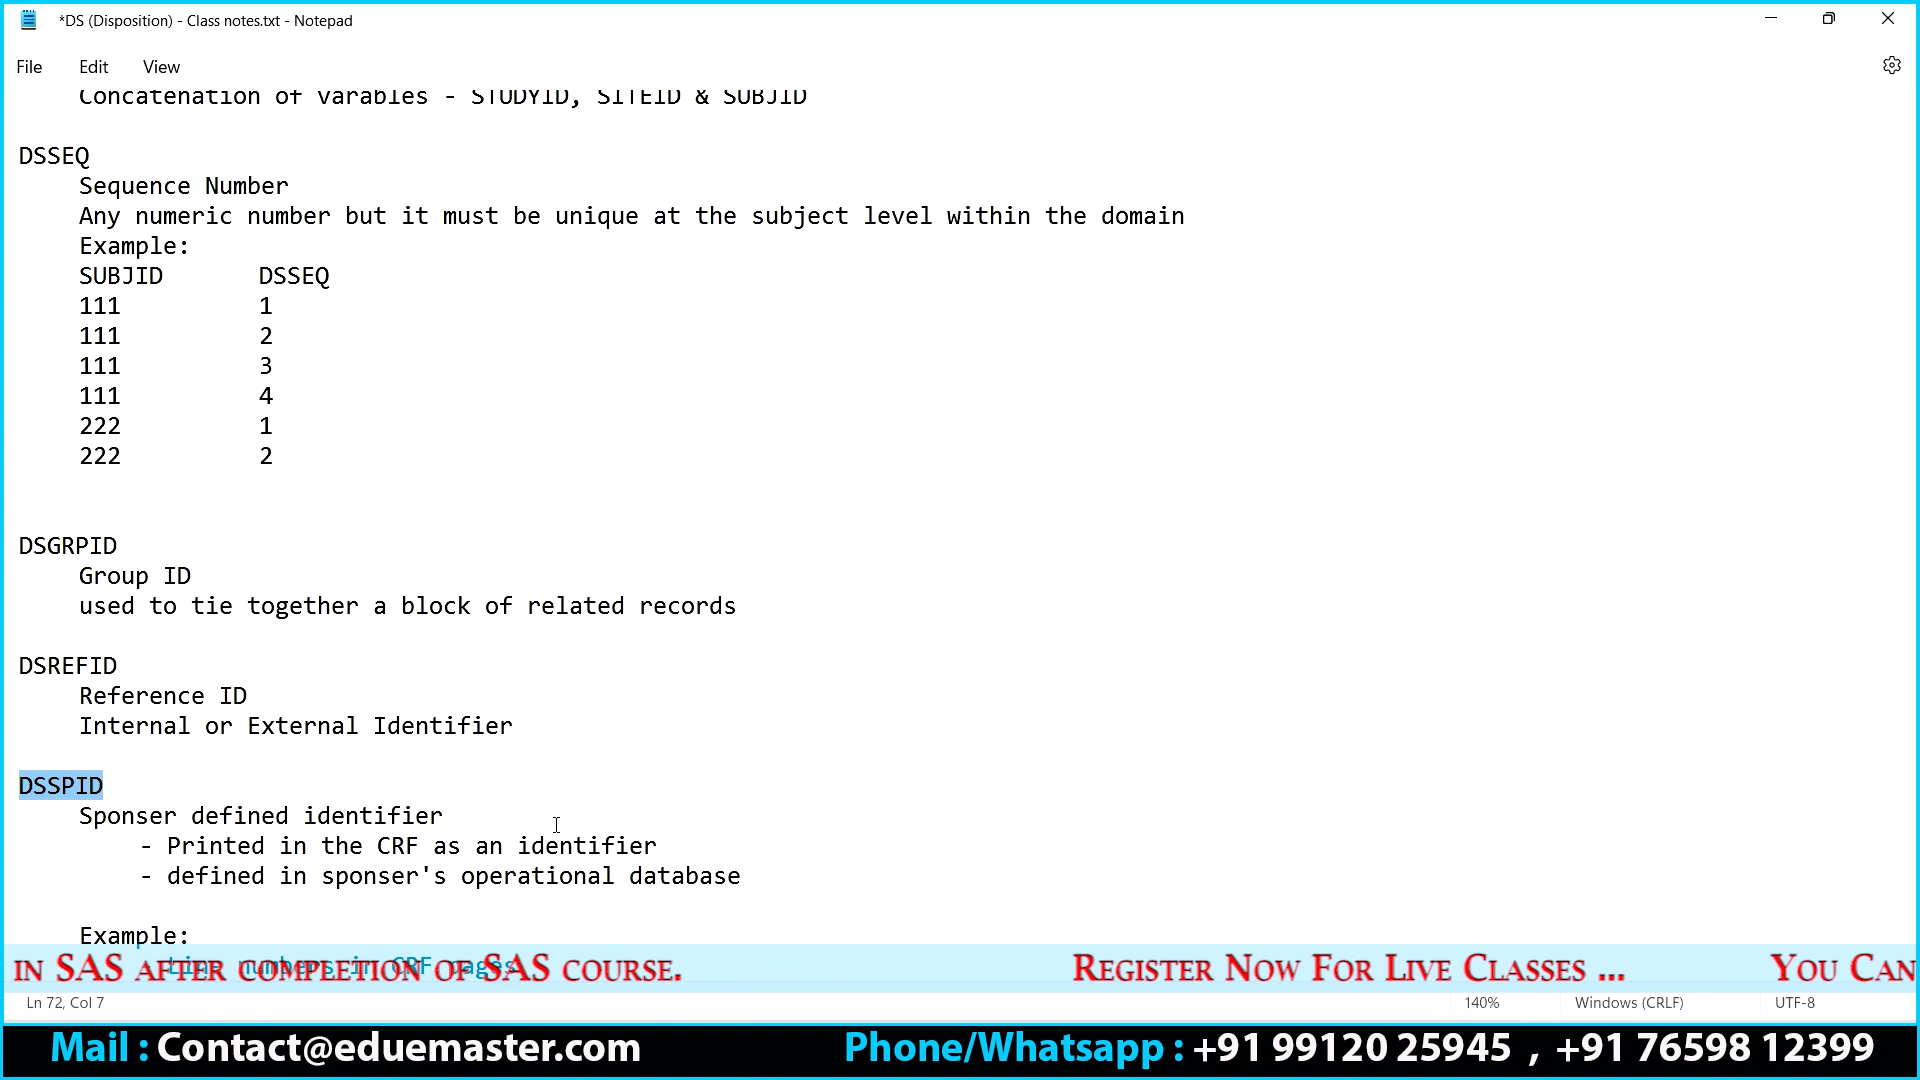 *DS (Disposition) - Class notes.txt - Notepad
File Edit View
Concatenation of variables - STUDYID, SITEID & SUBJID
DSSEQ
Sequence Number
Any numeric number but it must be unique at the subject level within the domain
Example:
SUBJID DSSEQ
111 1
111 2
111 3
111 4
222 1
222 2
DSGRPID
Group ID
used to tie together a block of related records
DSREFID
Reference ID
Internal or External Identifier
DSSPID
Sponser defined identifier
- Printed in the CRF as an identifier
- defined in sponser's operational database
Example:
- Line numbers in CRF pages
in SAS after completion of SAS course. Register Now For Live Classes ... You Can
Ln 72, Col 7 140% Windows (CRLF) UTF-8
Mail : Contact@eduemaster.com Phone/Whatsapp : +91 99120 25945 , +91 76598 12399